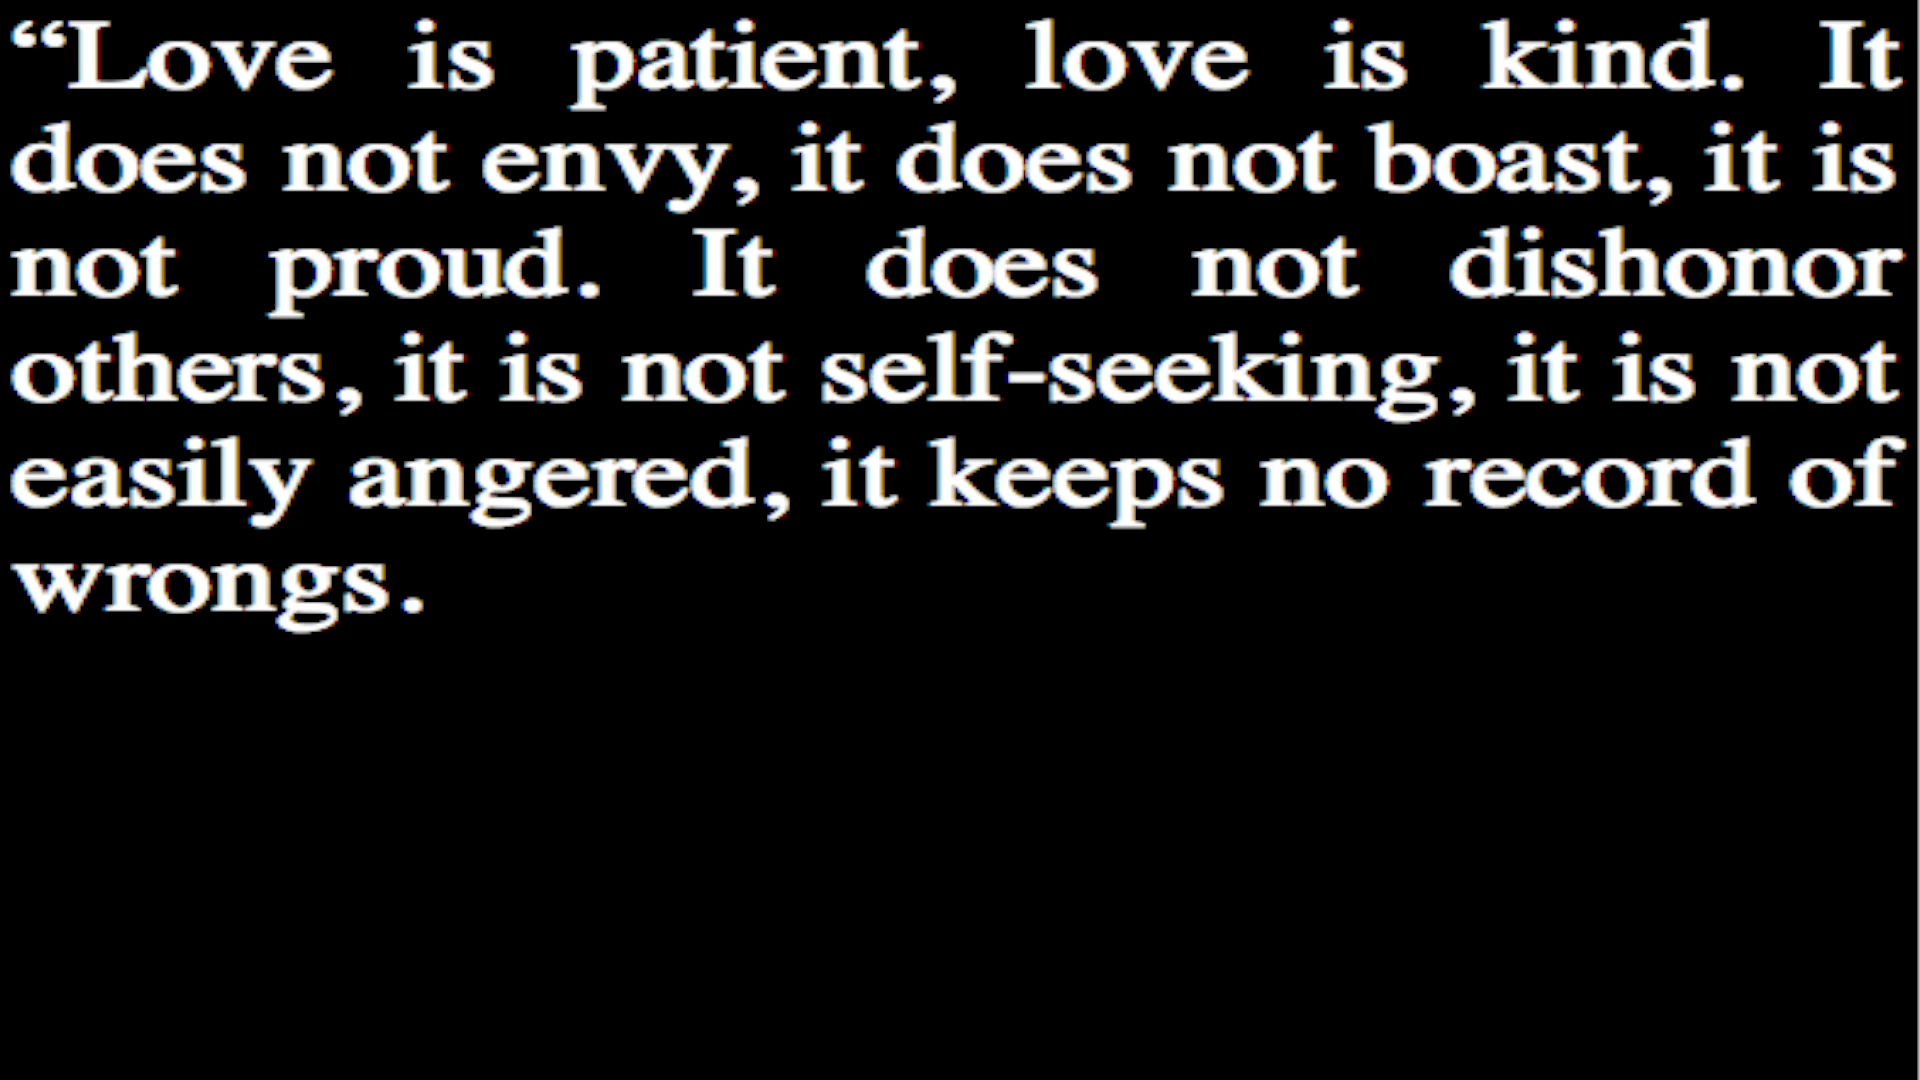 “Love is patient, love is kind. It
does not envy, it does not boast, it is
not proud. It does not dishonor
others, it is not self-seeking, it is not
easily angered, it keeps no record of
wrongs.